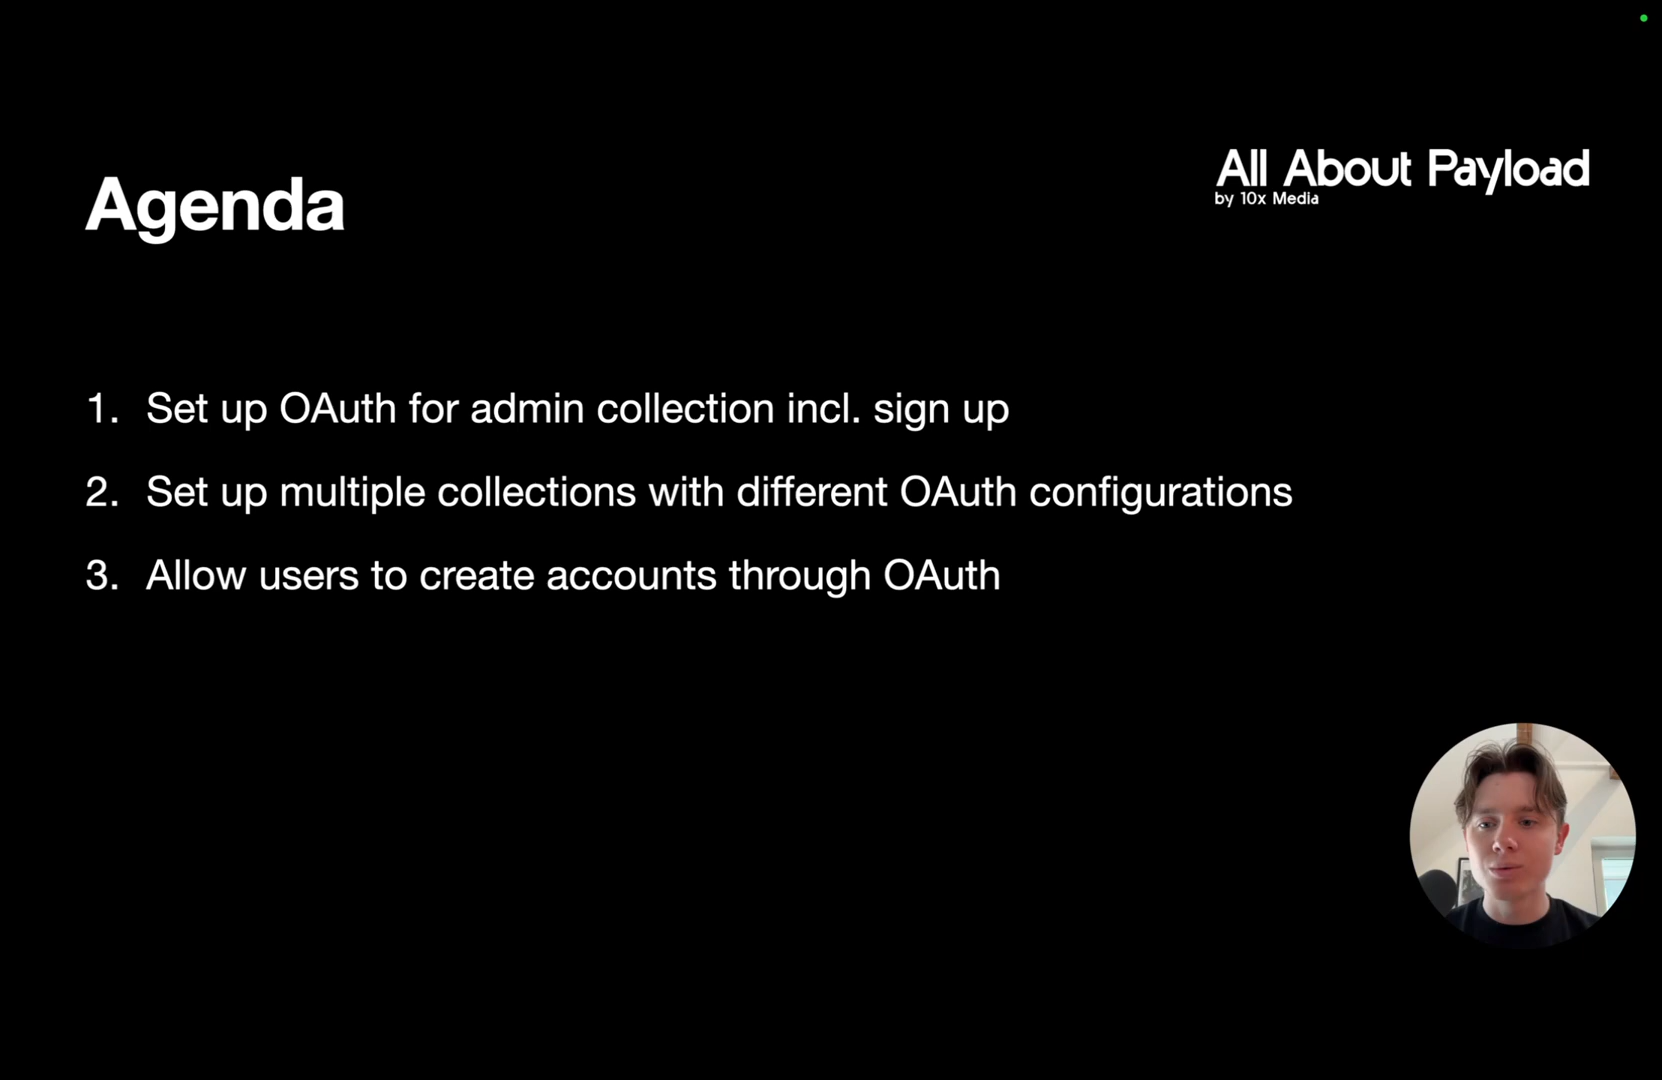 All About Payload
by 10x Media
Agenda
1. Set up OAuth for admin collection incl. sign up
2. Set up multiple collections with different OAuth configurations
3. Allow users to create accounts through OAuth